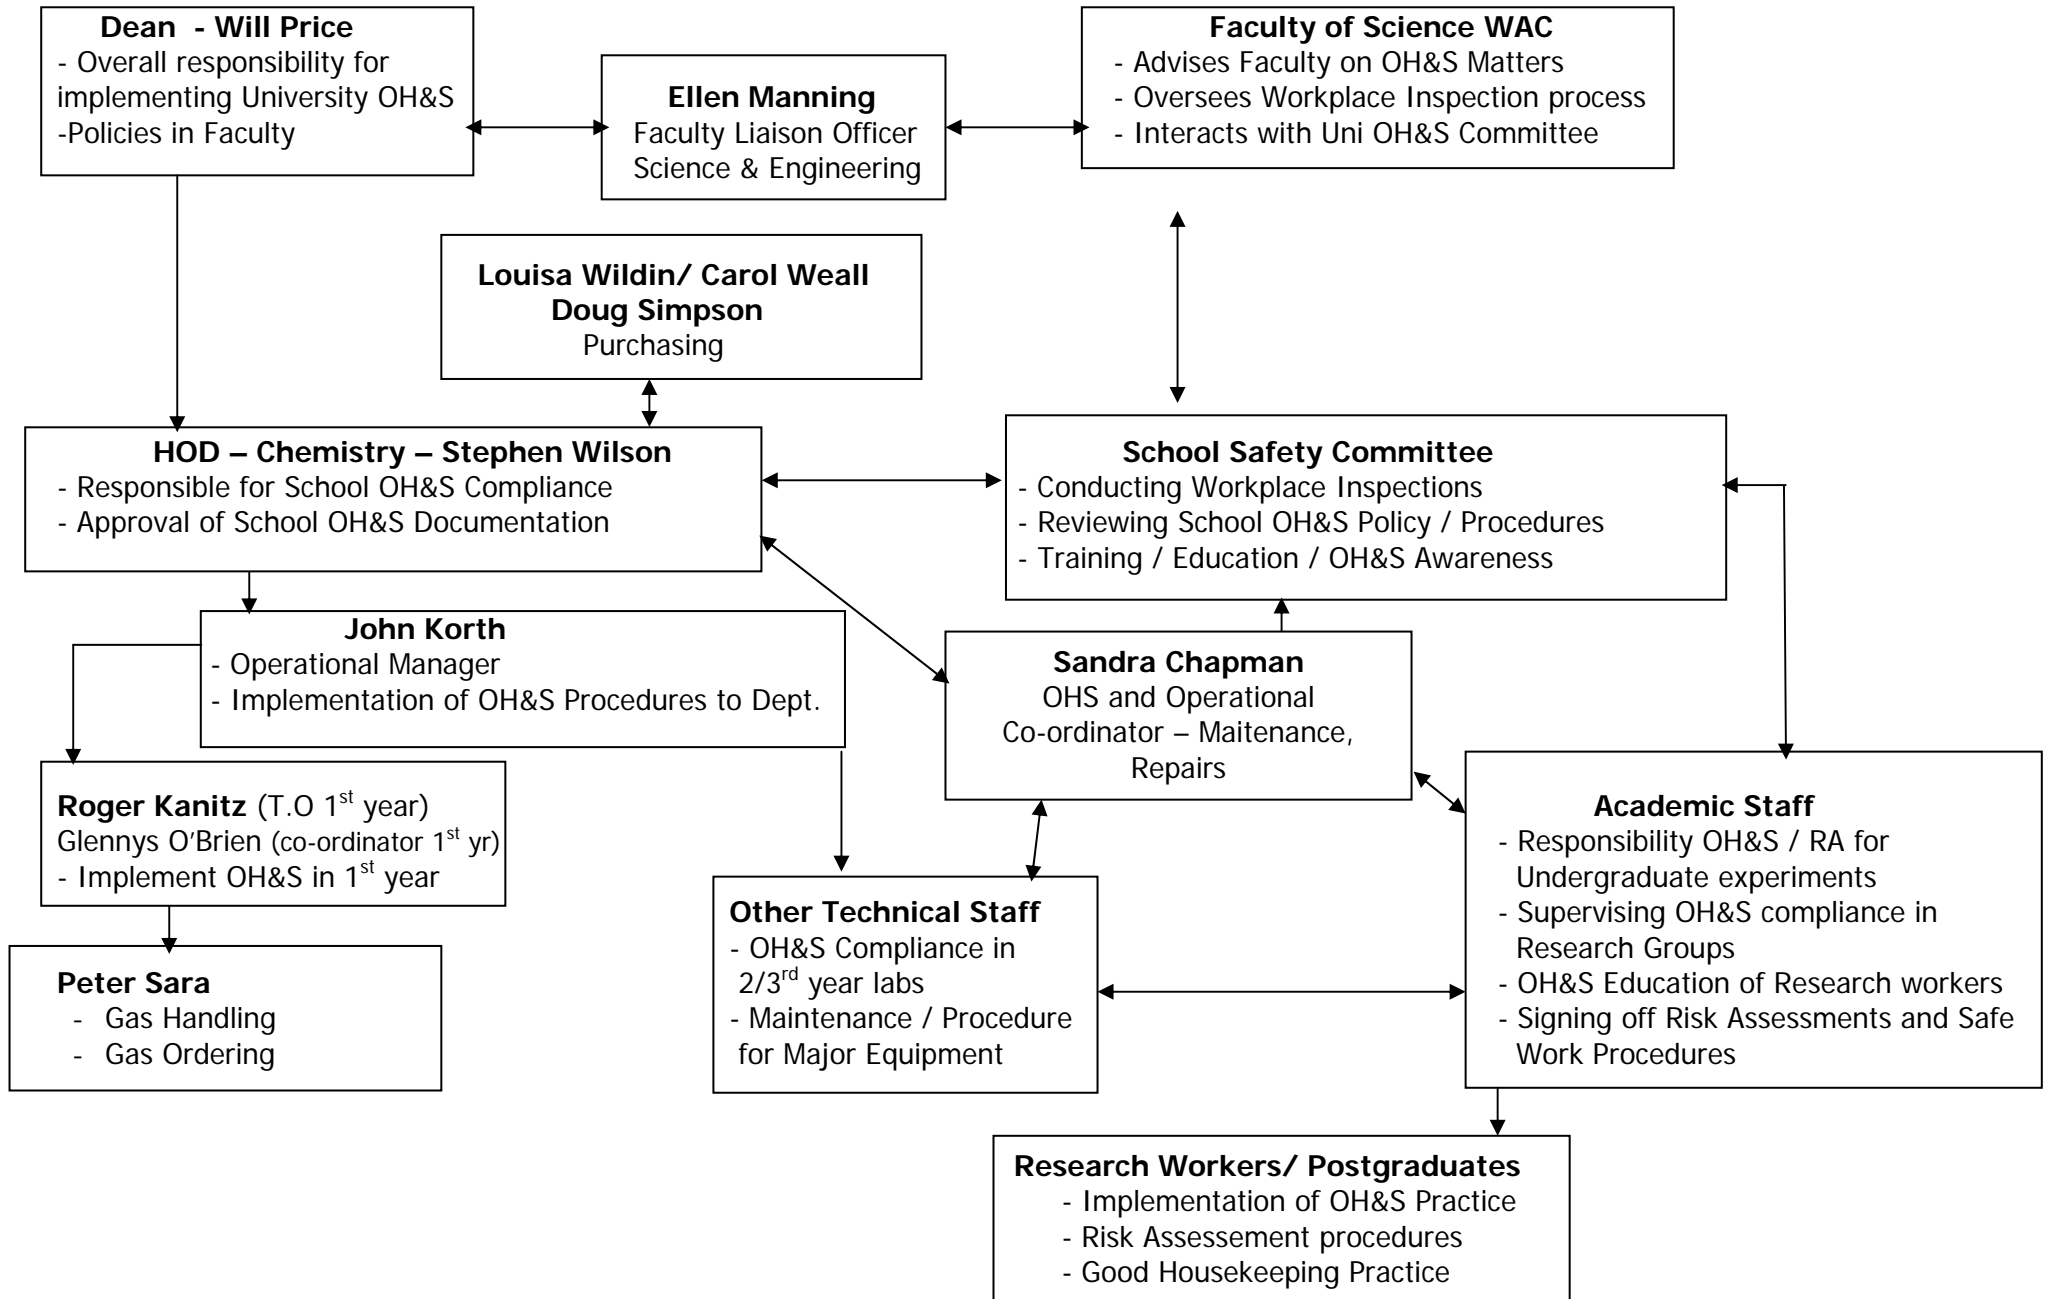 Dean - Will Price
- Overall responsibility for
implementing University OH&S
-Policies in Faculty
Ellen Manning
Faculty Liaison Officer
Science & Engineering
Faculty of Science WAC
- Advises Faculty on OH&S Matters
- Oversees Workplace Inspection process
- Interacts with Uni OH&S Committee
Louisa Wildin/ Carol Weall
Doug Simpson
Purchasing
HOD – Chemistry – Stephen Wilson
- Responsible for School OH&S Compliance
- Approval of School OH&S Documentation
School Safety Committee
- Conducting Workplace Inspections
- Reviewing School OH&S Policy / Procedures
- Training / Education / OH&S Awareness
John Korth
- Operational Manager
- Implementation of OH&S Procedures to Dept.
Sandra Chapman
OHS and Operational
Co-ordinator – Maitenance,
Repairs
Roger Kanitz (T.O 1st year)
Glennys O'Brien (co-ordinator 1st yr)
- Implement OH&S in 1st year
Peter Sara
- Gas Handling
- Gas Ordering
Other Technical Staff
- OH&S Compliance in
2/3rd year labs
- Maintenance / Procedure
for Major Equipment
Academic Staff
- Responsibility OH&S / RA for
Undergraduate experiments
- Supervising OH&S compliance in
Research Groups
- OH&S Education of Research workers
- Signing off Risk Assessments and Safe
Work Procedures
Research Workers/ Postgraduates
- Implementation of OH&S Practice
- Risk Assessement procedures
- Good Housekeeping Practice